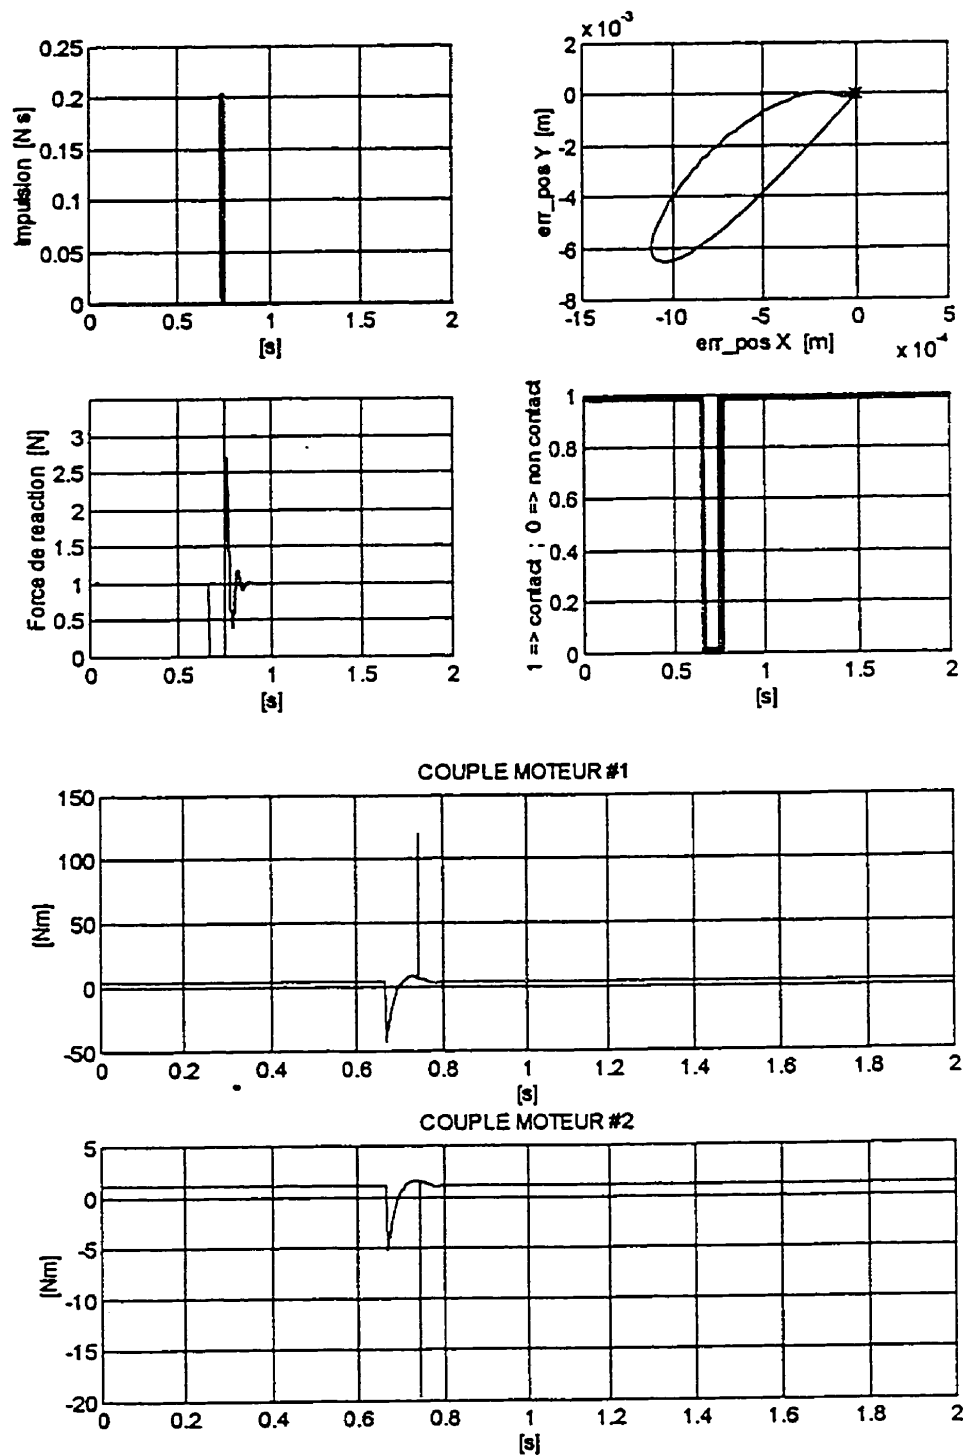 Impulsion [N s]
0.25
0.2
0.15
0.1
0.05
0
0 0.5 1 1.5 2
[s]
x 10^-3
err_pos Y [m]
2
0
-2
-4
-6
-8
-15 -10 -5 0 5
err_pos X [m]
x 10^-4
Force de reaction [N]
3
2.5
2
1.5
1
0.5
0
0 0.5 1 1.5 2
[s]
1 => contact ; 0 => non contact
1
0.8
0.6
0.4
0.2
0
0 0.5 1 1.5 2
[s]
COUPLE MOTEUR #1
[Nm]
150
100
50
0
-50
0 0.2 0.4 0.6 0.8 1 1.2 1.4 1.6 1.8 2
[s]
COUPLE MOTEUR #2
[Nm]
5
0
-5
-10
-15
-20
0 0.2 0.4 0.6 0.8 1 1.2 1.4 1.6 1.8 2
[s]